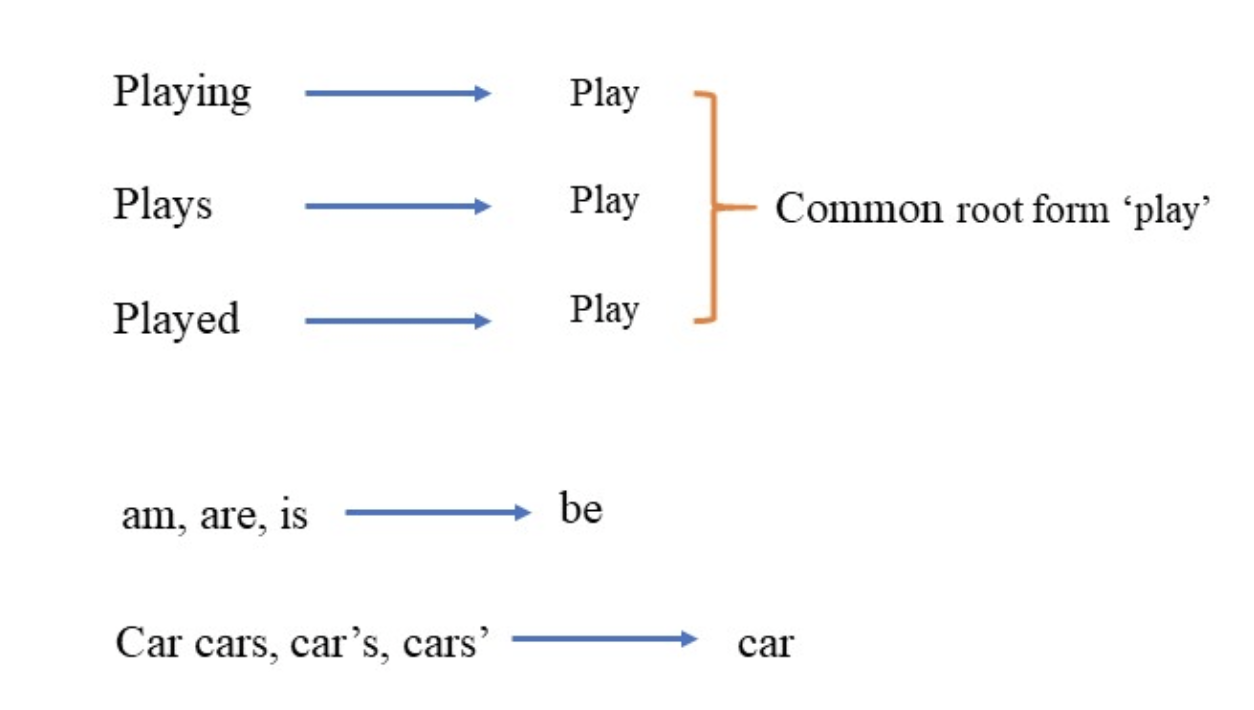 Playing Play
Plays Play Common root form ‘play’
Played Play
am, are, is be
Car cars, car’s, cars’ car